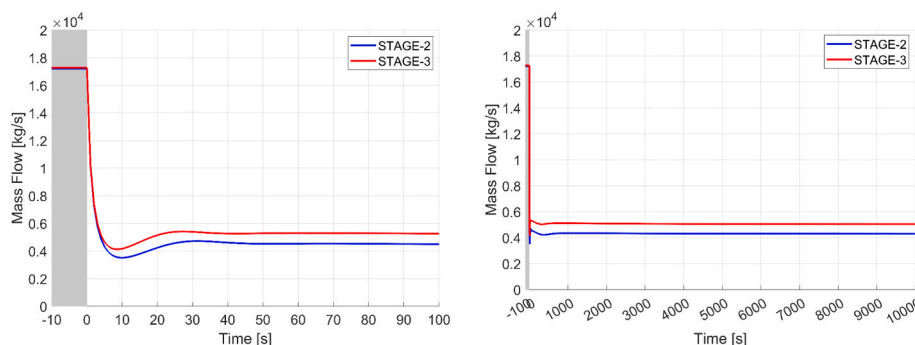 ×10⁴
2
1.8
1.6
1.4
1.2
1
0.8
0.6
0.4
0.2
0
Mass Flow [kg/s]
STAGE-2
STAGE-3
-10 0 10 20 30 40 50 60 70 80 90 100
Time [s]
×10⁴
2
1.8
1.6
1.4
1.2
1
0.8
0.6
0.4
0.2
0
Mass Flow [kg/s]
STAGE-2
STAGE-3
-100 0 1000 2000 3000 4000 5000 6000 7000 8000 9000 10000
Time [s]